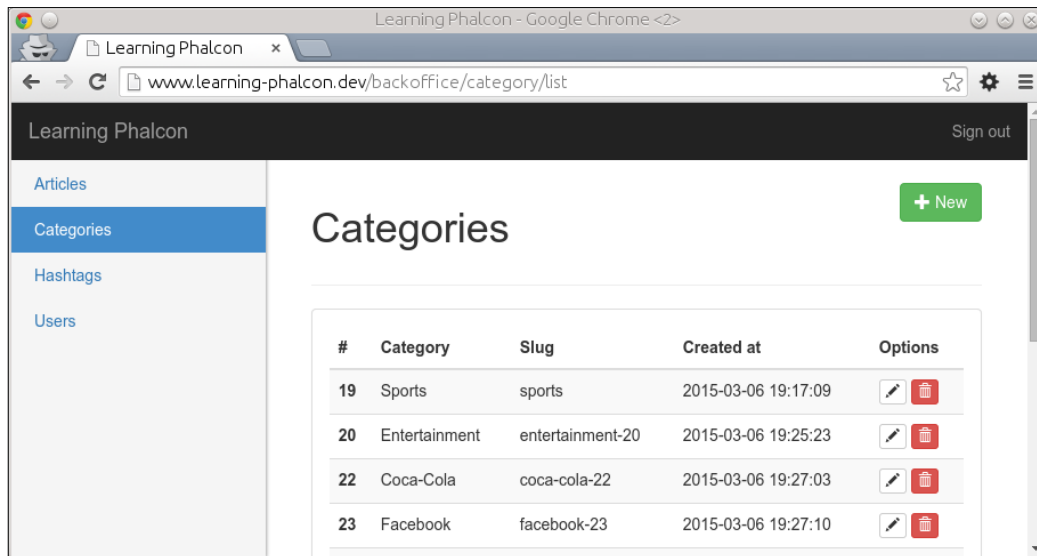 Learning Phalcon - Google Chrome <2>
Learning Phalcon ×
www.learning-phalcon.dev/backoffice/category/list
Learning Phalcon Sign out
Articles
Categories
Hashtags
Users
+ New
Categories
# Category Slug Created at Options
19 Sports sports 2015-03-06 19:17:09
20 Entertainment entertainment-20 2015-03-06 19:25:23
22 Coca-Cola coca-cola-22 2015-03-06 19:27:03
23 Facebook facebook-23 2015-03-06 19:27:10